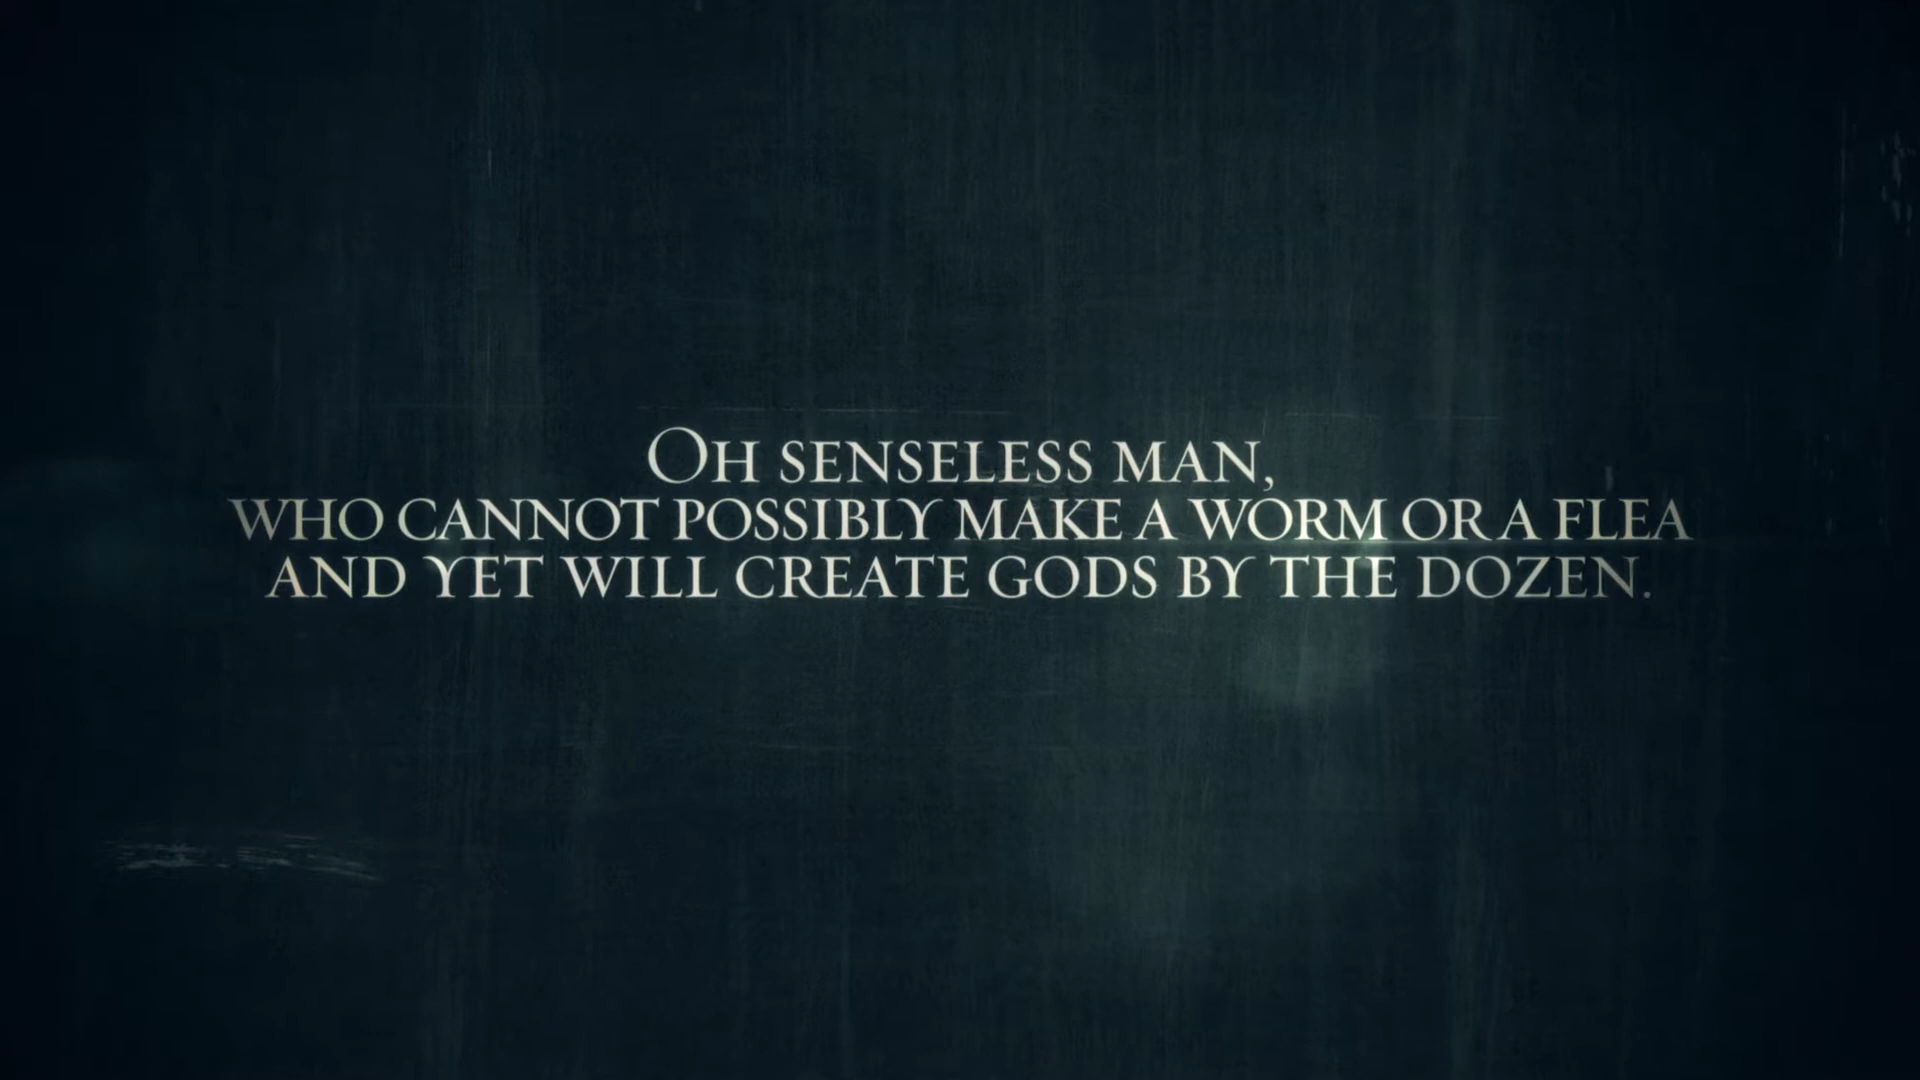 Oh senseless man,
who cannot possibly make a worm or a flea
and yet will create gods by the dozen.